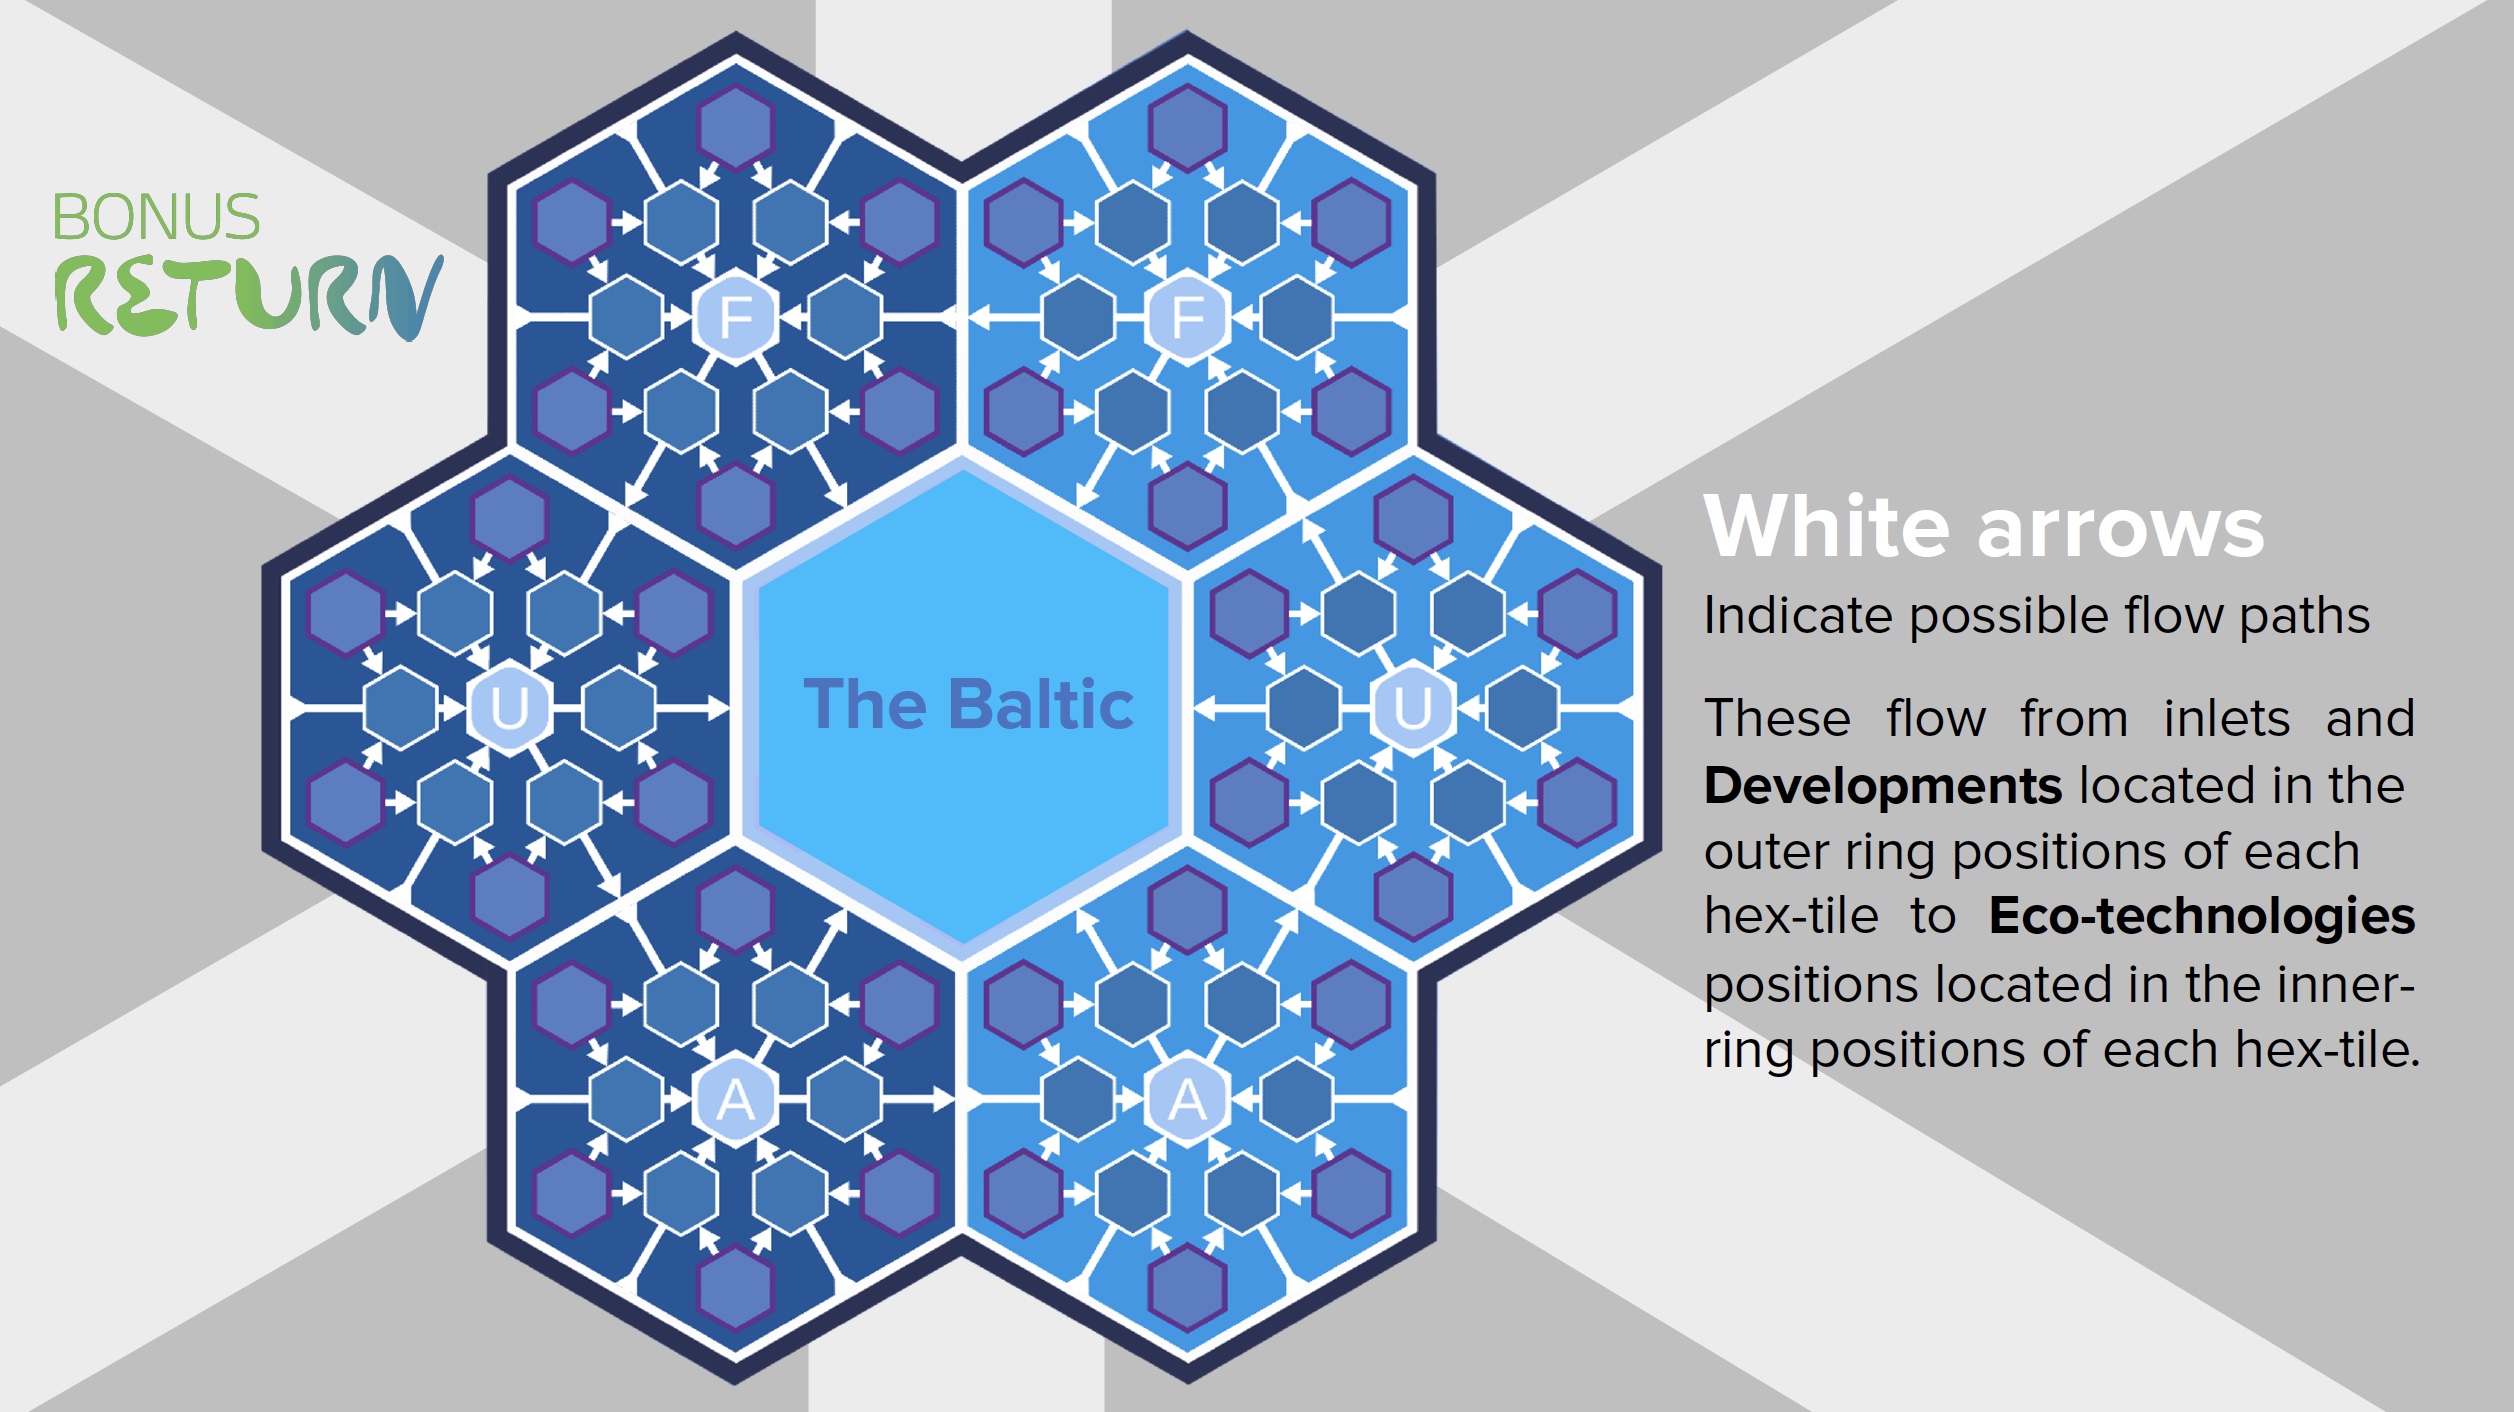 BONUS
RETURN
F
F
U
The Baltic
U
A
A
White arrows
Indicate possible flow paths
These flow from inlets and
Developments located in the
outer ring positions of each
hex-tile to Eco-technologies
positions located in the inner-
ring positions of each hex-tile.